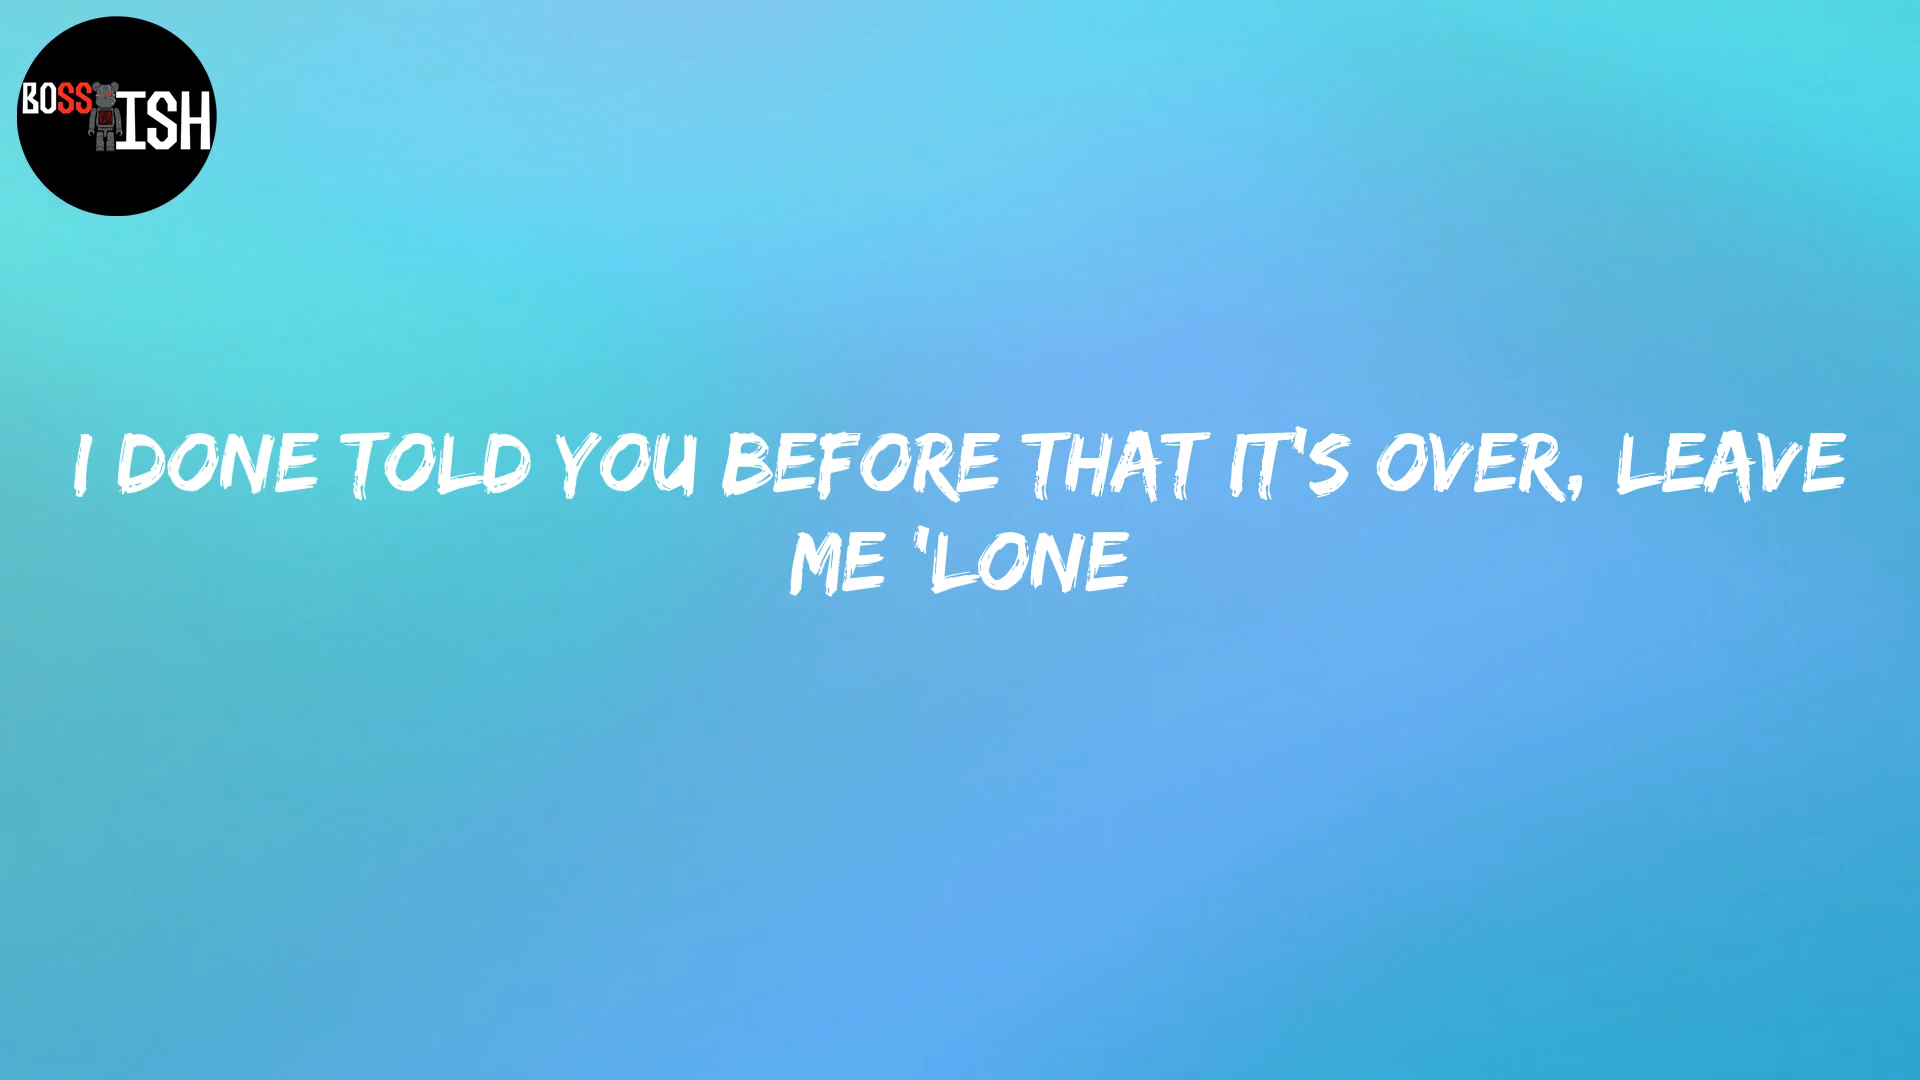 BOSS ISH
I DONE TOLD YOU BEFORE THAT IT'S OVER, LEAVE
ME 'LONE